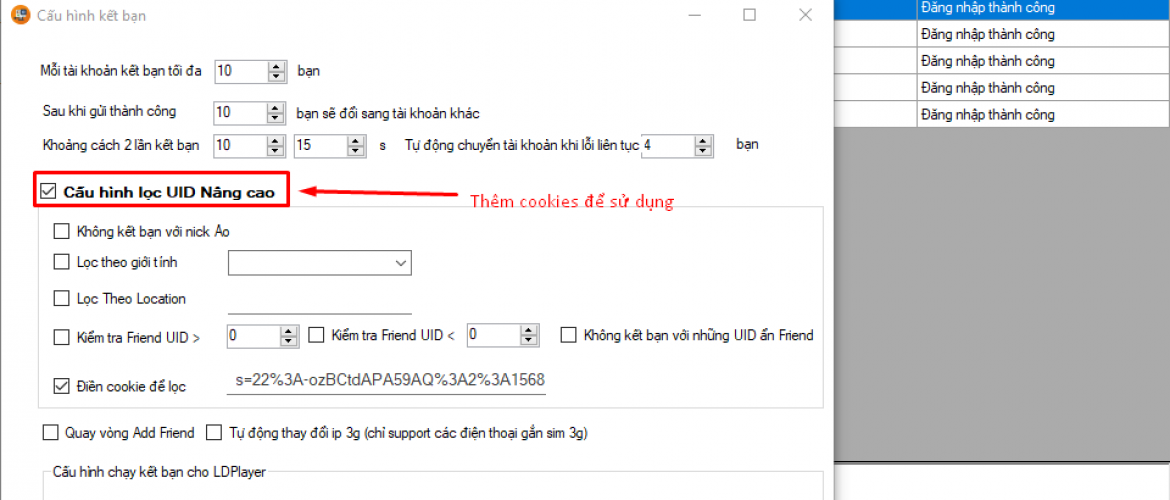 Cấu hình kết bạn
Đăng nhập thành công
Đăng nhập thành công
Đăng nhập thành công
Đăng nhập thành công
Đăng nhập thành công
Mỗi tài khoản kết bạn tối đa 10 bạn
Sau khi gửi thành công 10 bạn sẽ đổi sang tài khoản khác
Khoảng cách 2 lần kết bạn 10 15 s Tự động chuyển tài khoản khi lỗi liên tục 4 bạn
Cấu hình lọc UID Nâng cao
Thêm cookies để sử dụng
Không kết bạn với nick Ảo
Lọc theo giới tính
Lọc Theo Location
Kiểm tra Friend UID > 0 Kiểm tra Friend UID < 0 Không kết bạn với những UID ẩn Friend
Điền cookie để lọc s=22%3A-ozBCtdAPA59AQ%3A2%3A1568
Quay vòng Add Friend Tự động thay đổi ip 3g (chỉ support các điện thoại gắn sim 3g)
Cấu hình chạy kết bạn cho LDPlayer